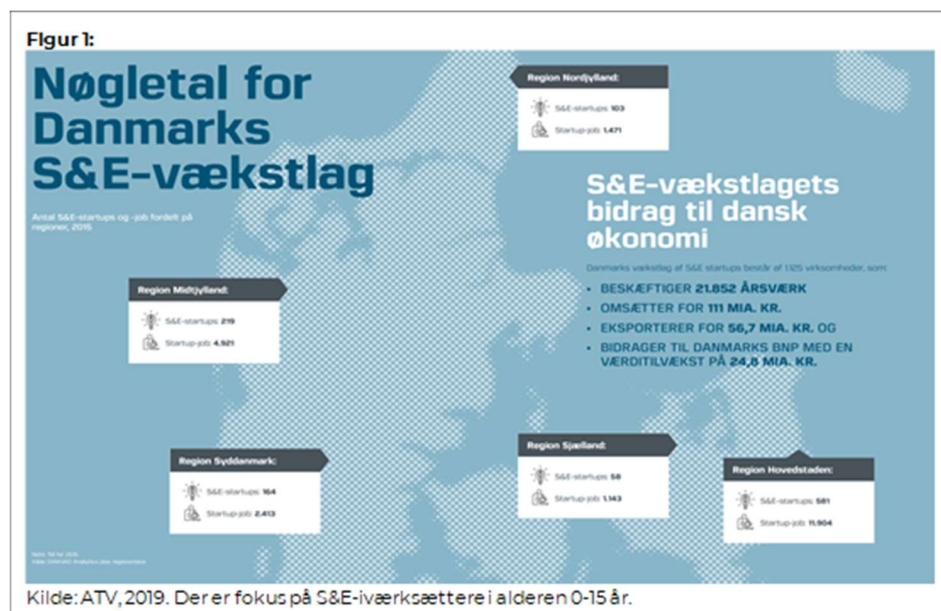 Figur 1:
Nøgletal for
Danmarks
S&E-vækstlag
Antal S&E-startups og -job fordelt på
regioner, 2015
Region Nordjylland:
S&E-startups: 103
Startup-job: 1.471
S&E-vækstlagets
bidrag til dansk
økonomi
Danmarks vækstlag af S&E startups består af 1.125 virksomheder, som:
• BESKÆFTIGER 21.852 ÅRSVÆRK
• OMSÆTTER FOR 111 MIA. KR.
• EKSPORTERER FOR 56,7 MIA. KR. OG
• BIDRAGER TIL DANMARKS BNP MED EN
VÆRDITILVÆKST PÅ 24,8 MIA. KR.
Region Midtjylland:
S&E-startups: 219
Startup-job: 4.921
Region Syddanmark:
S&E-startups: 164
Startup-job: 2.413
Region Sjælland:
S&E-startups: 58
Startup-job: 1.143
Region Hovedstaden:
S&E-startups: 581
Startup-job: 11.904
Kilde: ATV, 2019. Der er fokus på S&E-iværksættere i alderen 0-15 år.